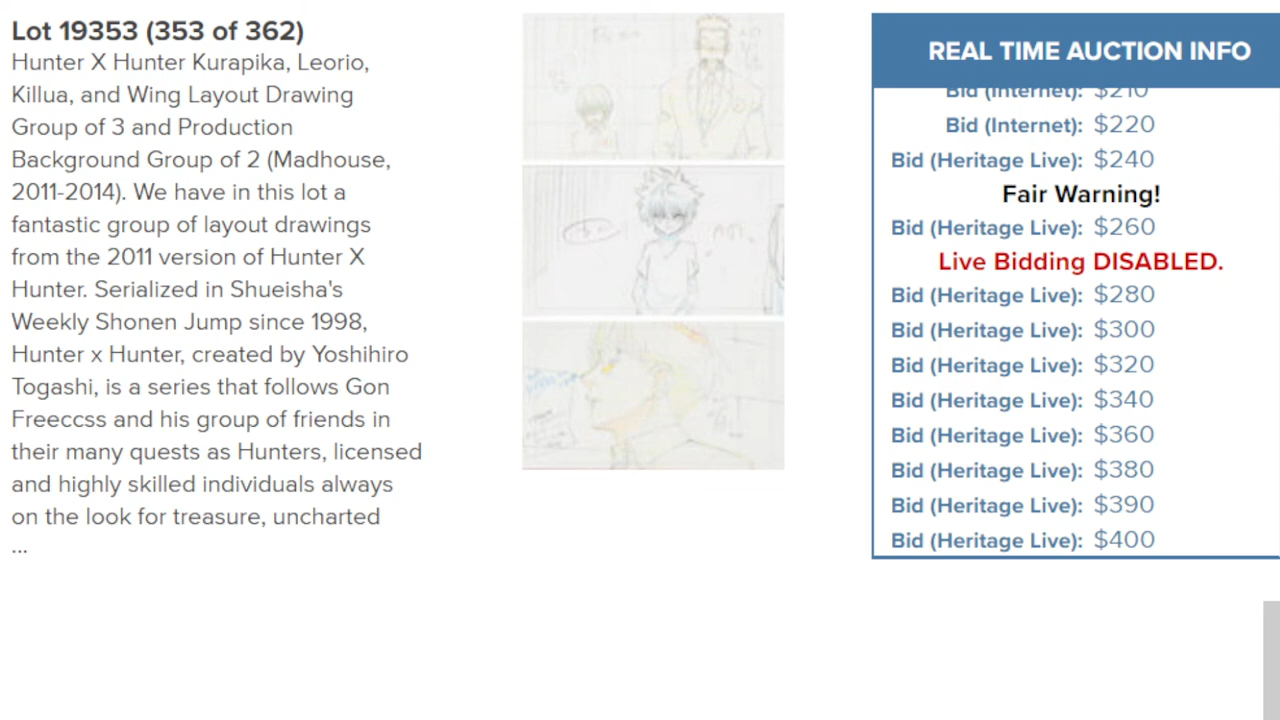 Lot 19353 (353 of 362)
Hunter X Hunter Kurapika, Leorio,
Killua, and Wing Layout Drawing
Group of 3 and Production
Background Group of 2 (Madhouse,
2011-2014). We have in this lot a
fantastic group of layout drawings
from the 2011 version of Hunter X
Hunter. Serialized in Shueisha's
Weekly Shonen Jump since 1998,
Hunter x Hunter, created by Yoshihiro
Togashi, is a series that follows Gon
Freeccss and his group of friends in
their many quests as Hunters, licensed
and highly skilled individuals always
on the look for treasure, uncharted
...
REAL TIME AUCTION INFO
Bid (Internet): $210
Bid (Internet): $220
Bid (Heritage Live): $240
Fair Warning!
Bid (Heritage Live): $260
Live Bidding DISABLED.
Bid (Heritage Live): $280
Bid (Heritage Live): $300
Bid (Heritage Live): $320
Bid (Heritage Live): $340
Bid (Heritage Live): $360
Bid (Heritage Live): $380
Bid (Heritage Live): $390
Bid (Heritage Live): $400